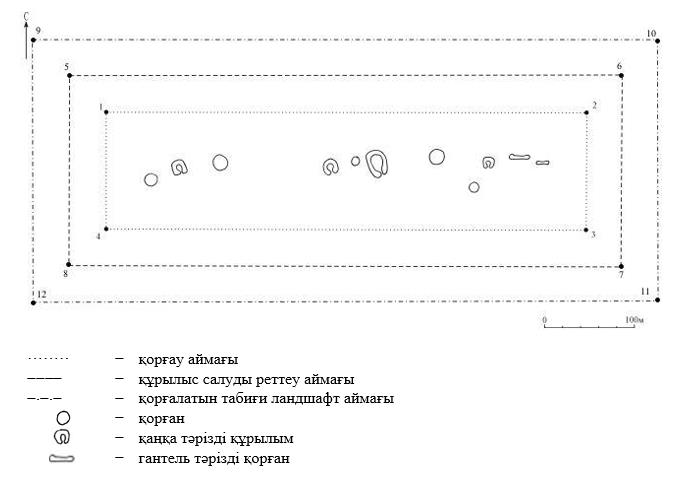 С
9
10
5
6
1
2
4
3
8
7
12
11
0 100м
........ – қорғау аймағы
–––– – құрылыс салуды реттеу аймағы
–·–·– – қорғалатын табиғи ландшафт аймағы
– қорған
– қаңқа тәрізді құрылым
– гантель тәрізді қорған